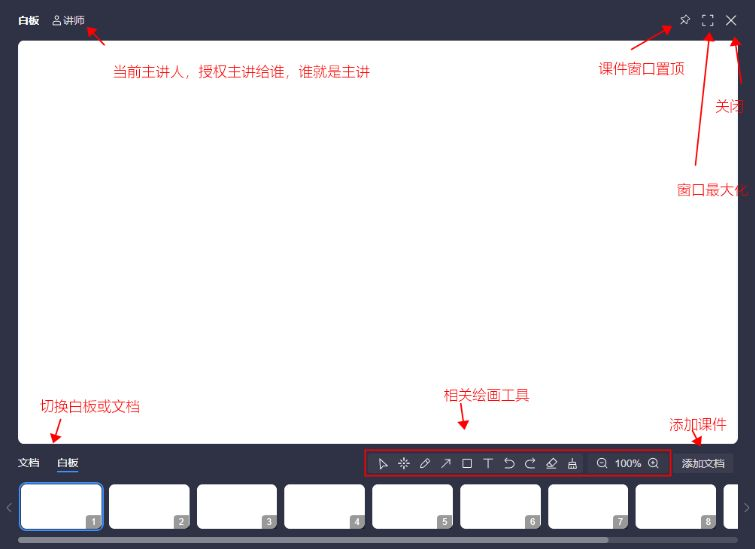 白板 讲师
当前主讲人，授权主讲给谁，谁就是主讲
课件窗口置顶
关闭
窗口最大化
切换白板或文档
相关绘画工具
添加课件
文档 白板
100%
添加文档
1 2 3 4 5 6 7 8